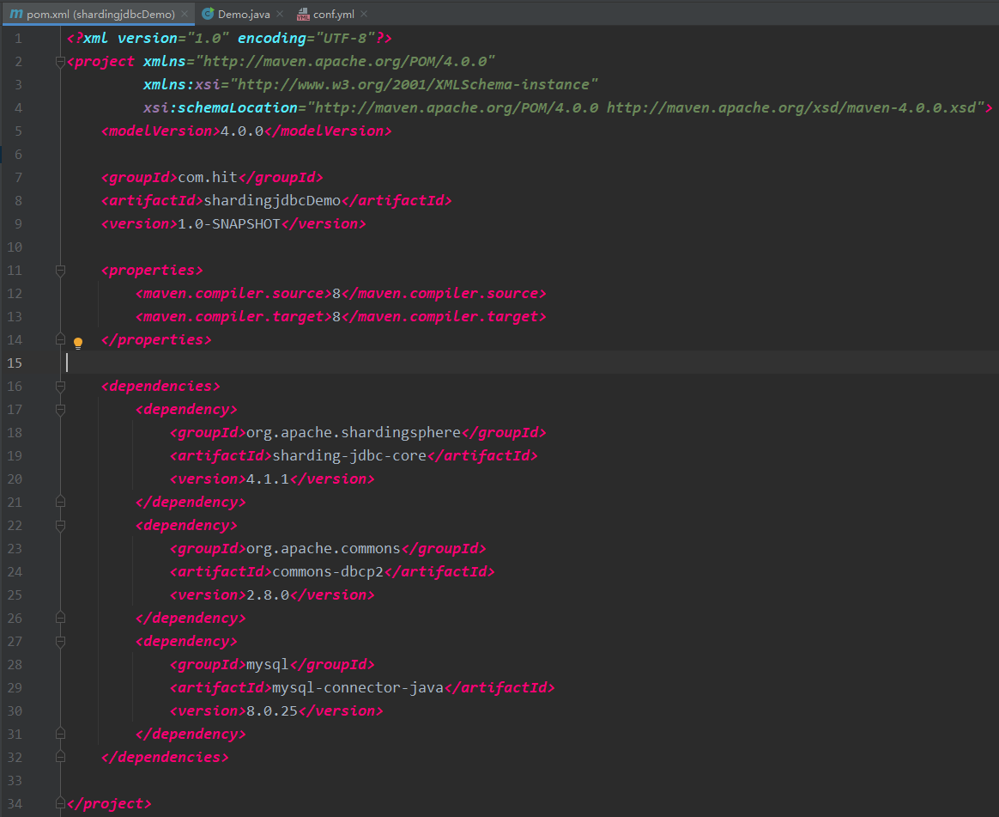 m pom.xml (shardingjdbcDemo) × C Demo.java × YML conf.yml ×
1 <?xml version="1.0" encoding="UTF-8"?>
2 <project xmlns="http://maven.apache.org/POM/4.0.0"
3 xmlns:xsi="http://www.w3.org/2001/XMLSchema-instance"
4 xsi:schemaLocation="http://maven.apache.org/POM/4.0.0 http://maven.apache.org/xsd/maven-4.0.0.xsd">
5 <modelVersion>4.0.0</modelVersion>
6
7 <groupId>com.hit</groupId>
8 <artifactId>shardingjdbcDemo</artifactId>
9 <version>1.0-SNAPSHOT</version>
10
11 <properties>
12 <maven.compiler.source>8</maven.compiler.source>
13 <maven.compiler.target>8</maven.compiler.target>
14 </properties>
15
16 <dependencies>
17 <dependency>
18 <groupId>org.apache.shardingsphere</groupId>
19 <artifactId>sharding-jdbc-core</artifactId>
20 <version>4.1.1</version>
21 </dependency>
22 <dependency>
23 <groupId>org.apache.commons</groupId>
24 <artifactId>commons-dbcp2</artifactId>
25 <version>2.8.0</version>
26 </dependency>
27 <dependency>
28 <groupId>mysql</groupId>
29 <artifactId>mysql-connector-java</artifactId>
30 <version>8.0.25</version>
31 </dependency>
32 </dependencies>
33
34 </project>